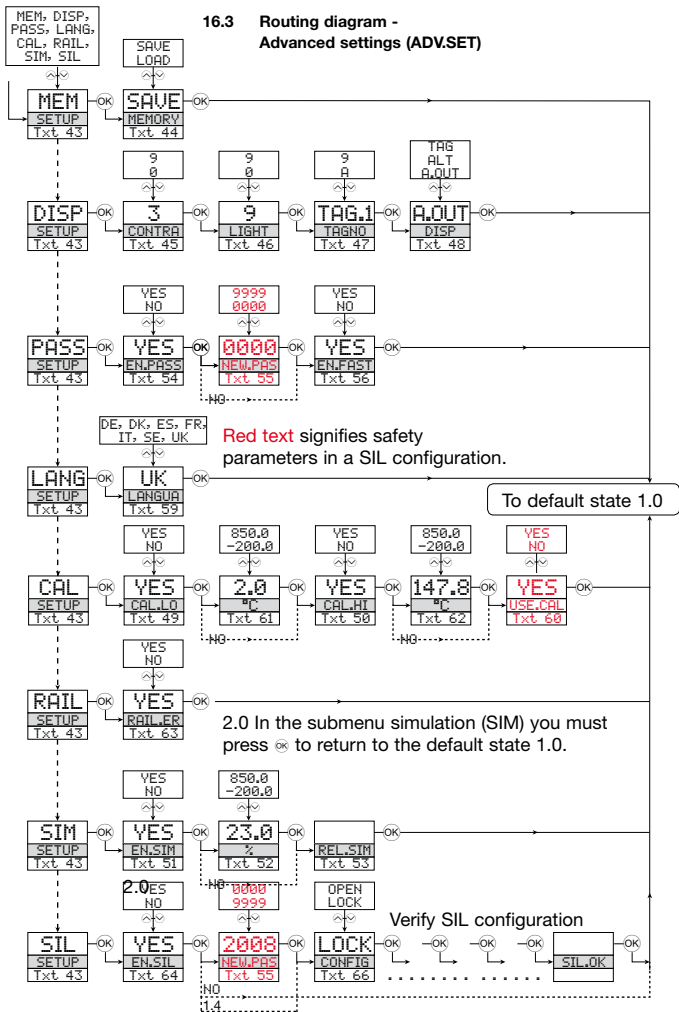 MEM, DISP,
PASS, LANG,
CAL, RAIL,
SIM, SIL
16.3 Routing diagram -
Advanced settings (ADV.SET)
SAVE
LOAD
MEM OK SAVE OK
SETUP MEMORY
Txt 43 Txt 44
9 9 9 TAG
0 0 A ALT
A.OUT
DISP OK 3 OK 9 OK TAG.1 OK A.OUT OK
SETUP CONTRA LIGHT TAGNO DISP
Txt 43 Txt 45 Txt 46 Txt 47 Txt 48
YES 9999 YES
NO 0000 NO
PASS OK YES OK 0000 OK YES OK
SETUP EN.PASS NEW.PAS EN.FAST
Txt 43 Txt 54 Txt 55 Txt 56
NO
DE, DK, ES, FR,
IT, SE, UK
Red text signifies safety
parameters in a SIL configuration.
LANG OK UK OK
SETUP LANGUA
Txt 43 Txt 59
To default state 1.0
YES 850.0 YES 850.0 YES
NO -200.0 NO -200.0 NO
CAL OK YES OK 2.0 OK YES OK 147.8 OK YES OK
SETUP CAL.LO °C CAL.HI °C USE.CAL
Txt 43 Txt 49 Txt 61 Txt 50 Txt 62 Txt 60
NO NO
YES
NO
RAIL OK YES OK
SETUP RAIL.ER
Txt 43 Txt 63
2.0 In the submenu simulation (SIM) you must
press OK to return to the default state 1.0.
YES 850.0
NO -200.0
SIM OK YES OK 23.0 OK OK
SETUP EN.SIM % REL.SIM
Txt 43 Txt 51 Txt 52 Txt 53
NO
2.0
YES 0000 OPEN
NO 9999 LOCK
Verify SIL configuration
SIL OK YES OK 2008 OK LOCK OK OK OK OK OK
SETUP EN.SIL NEW.PAS CONFIG SIL.OK
Txt 43 Txt 64 Txt 55 Txt 66 . . . . . . . . . . . . . .
NO
1.4